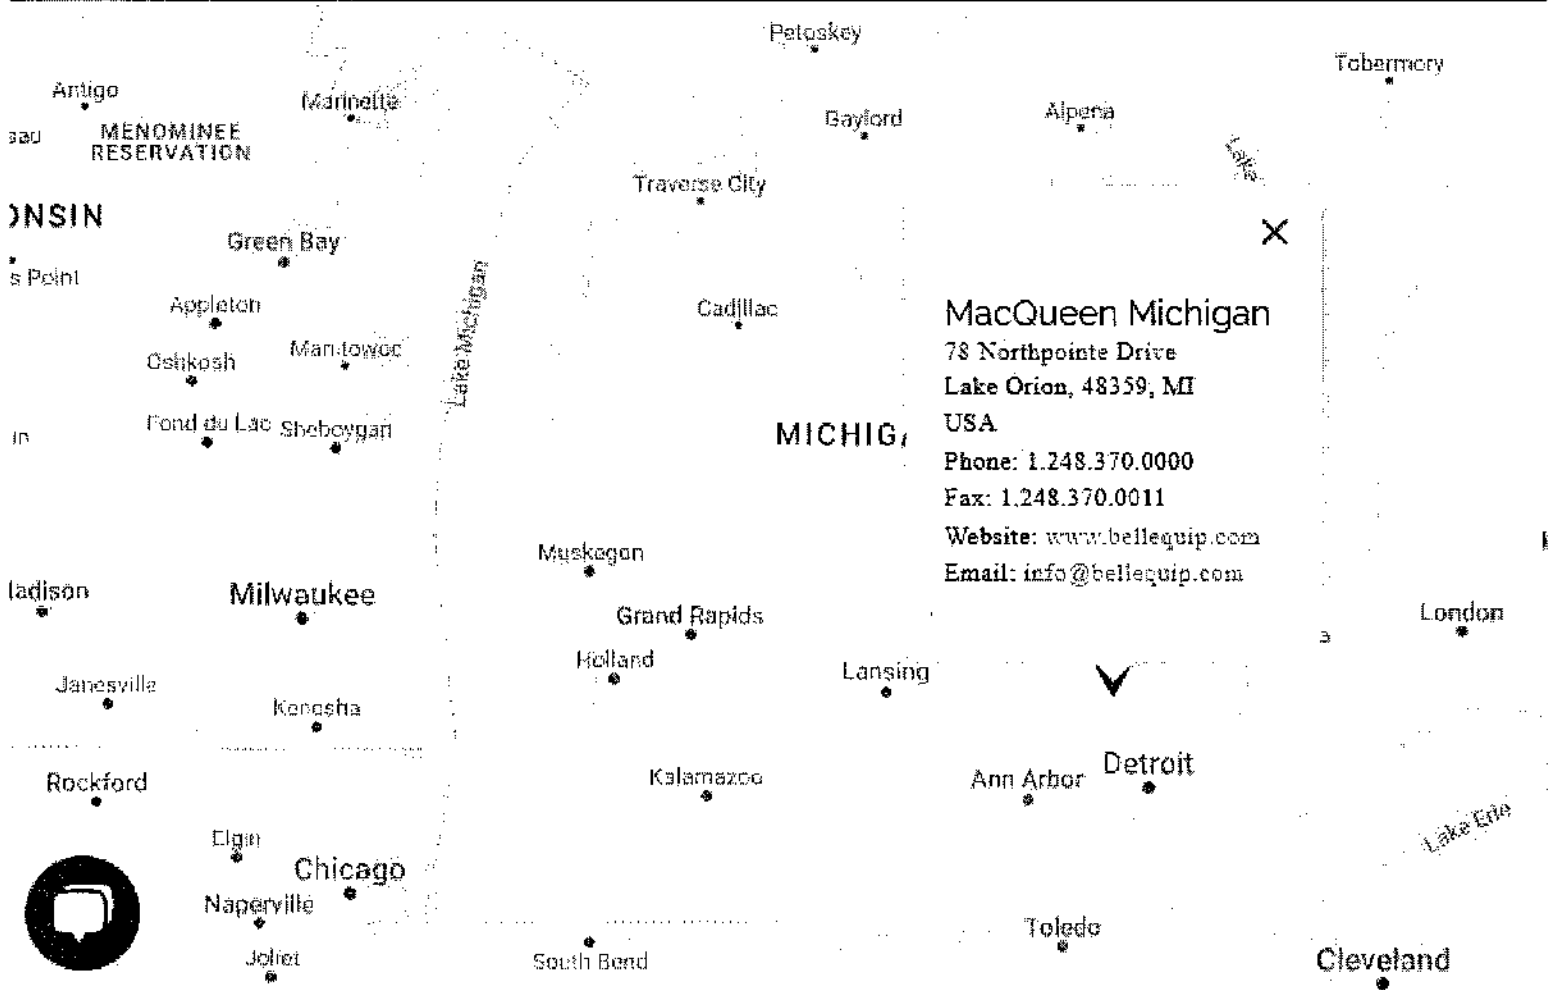 Petoskey
Tobermory
Antigo
Marinette
Gaylord
Alpena
MENOMINEE
RESERVATION
Lake
Traverse City
ONSIN
Green Bay
s Point
Lake Michigan
Appleton
Cadillac
MacQueen Michigan
78 Northpointe Drive
Lake Orion, 48359, MI
USA
Phone: 1.248.370.0000
Fax: 1.248.370.0011
Website: www.bellequip.com
Email: info@bellequip.com
Oshkosh
Manitowoc
Fond du Lac
Sheboygan
MICHIG
Muskegon
Madison
Milwaukee
Grand Rapids
London
Holland
Lansing
Janesville
Kenosha
Rockford
Kalamazoo
Ann Arbor
Detroit
Lake Erie
Elgin
Chicago
Naperville
Toledo
Joliet
South Bend
Cleveland